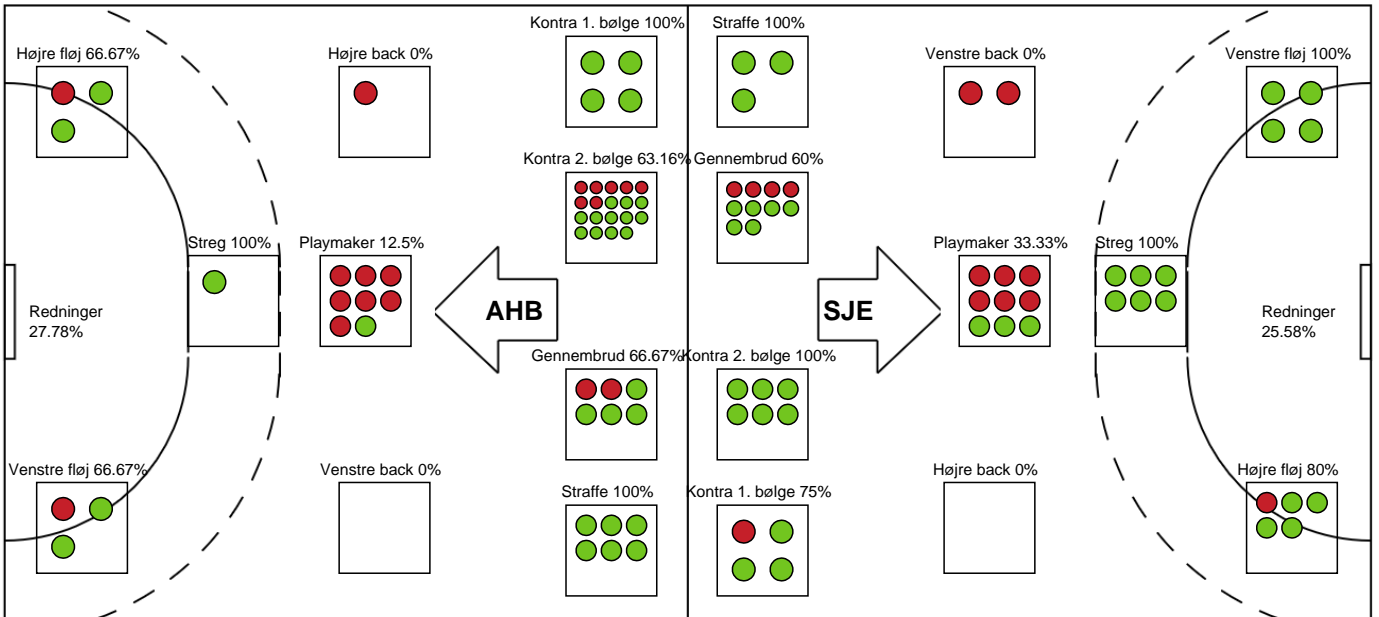 Kontra 1. bølge 100%
Straffe 100%
Højre fløj 66.67%
Højre back 0%
Venstre back 0%
Venstre fløj 100%
Kontra 2. bølge 63.16%
Gennembrud 60%
Streg 100%
Playmaker 12.5%
Playmaker 33.33%
Streg 100%
Redninger
27.78%
AHB
SJE
Redninger
25.58%
Gennembrud 66.67%
Kontra 2. bølge 100%
Venstre fløj 66.67%
Venstre back 0%
Højre back 0%
Højre fløj 80%
Straffe 100%
Kontra 1. bølge 75%